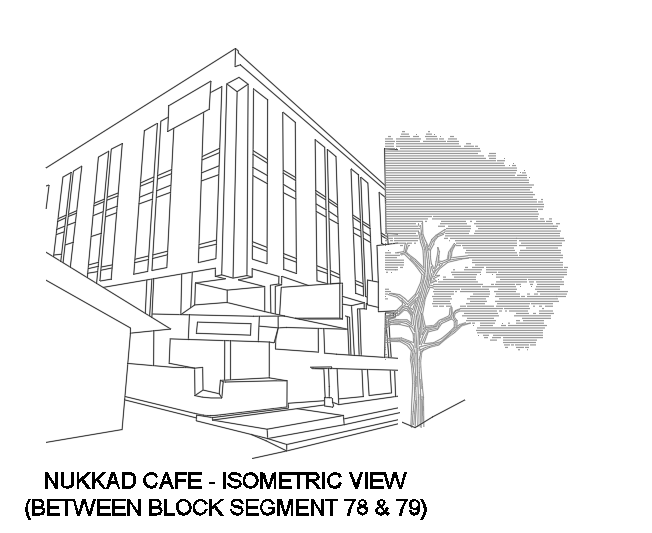 NUKKAD CAFE - ISOMETRIC VIEW
(BETWEEN BLOCK SEGMENT 78 & 79)